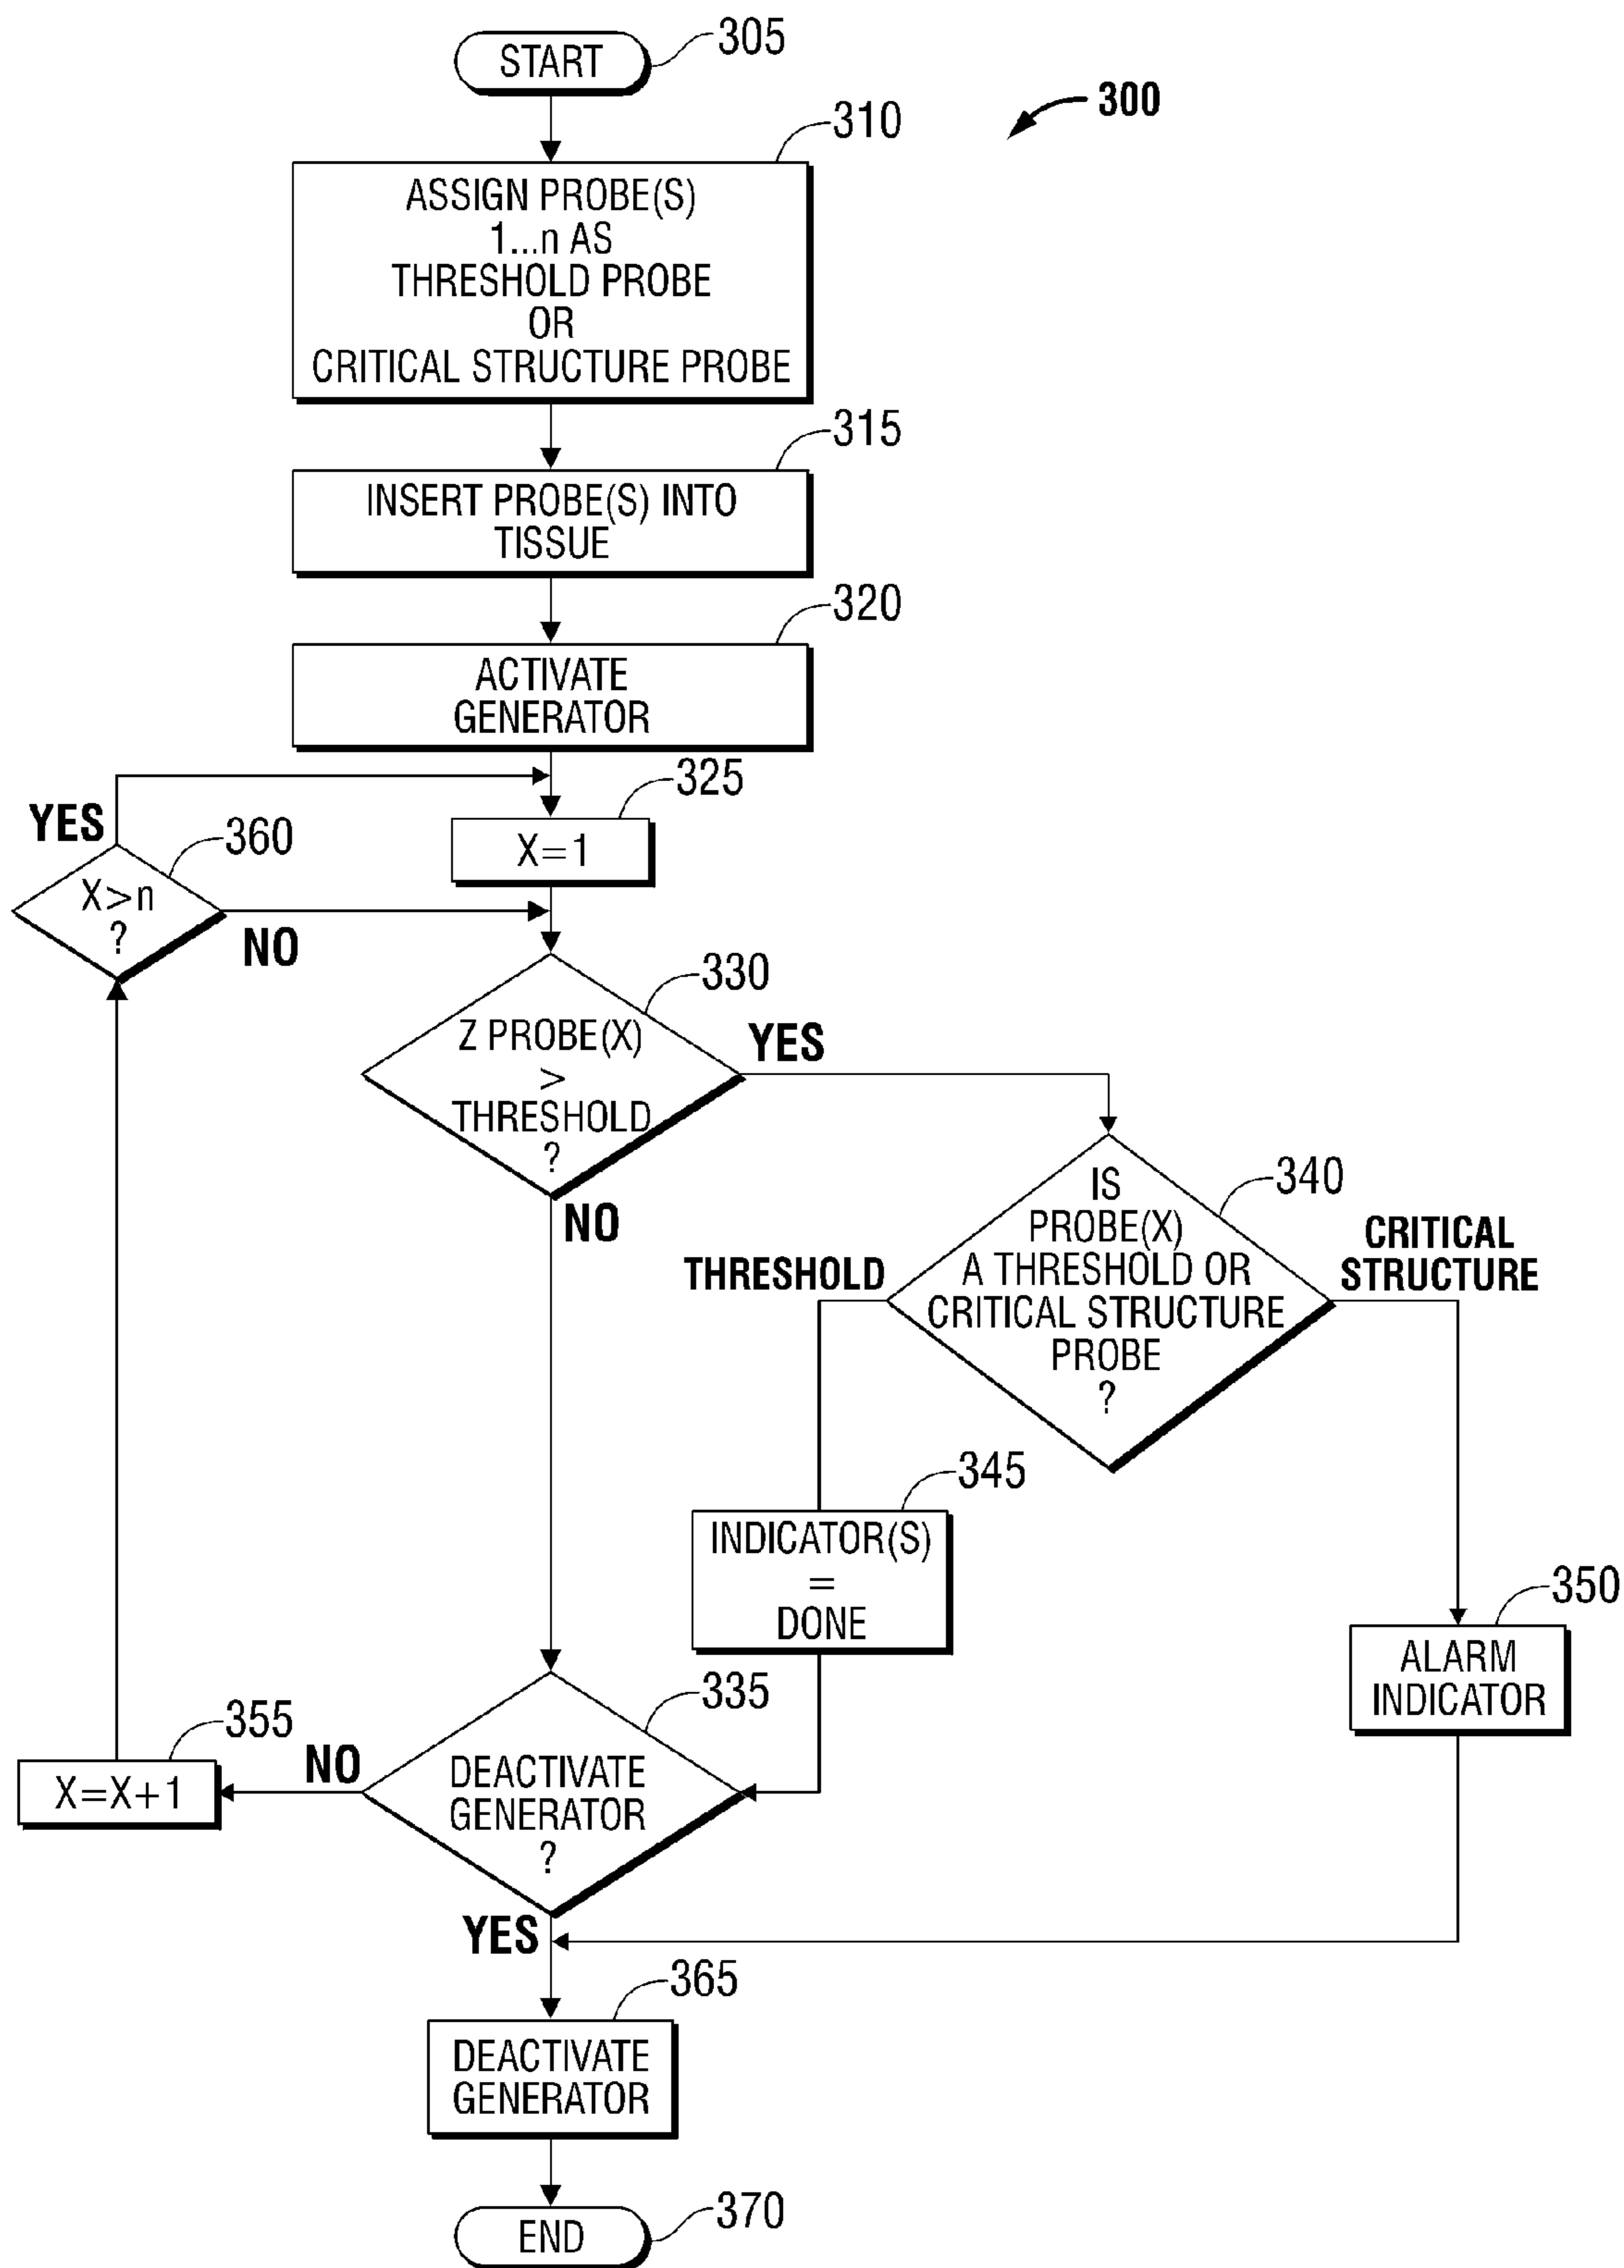 START
305
300
310
ASSIGN PROBE(S)
1...n AS
THRESHOLD PROBE
OR
CRITICAL STRUCTURE PROBE
315
INSERT PROBE(S) INTO
TISSUE
320
ACTIVATE
GENERATOR
325
X=1
YES
360
X>n
?
NO
330
Z PROBE(X)
>
THRESHOLD
?
YES
NO
340
IS
PROBE(X)
A THRESHOLD OR
CRITICAL STRUCTURE
PROBE
?
THRESHOLD
CRITICAL
STRUCTURE
345
INDICATOR(S)
=
DONE
350
ALARM
INDICATOR
335
DEACTIVATE
GENERATOR
?
NO
355
X=X+1
YES
365
DEACTIVATE
GENERATOR
END
370